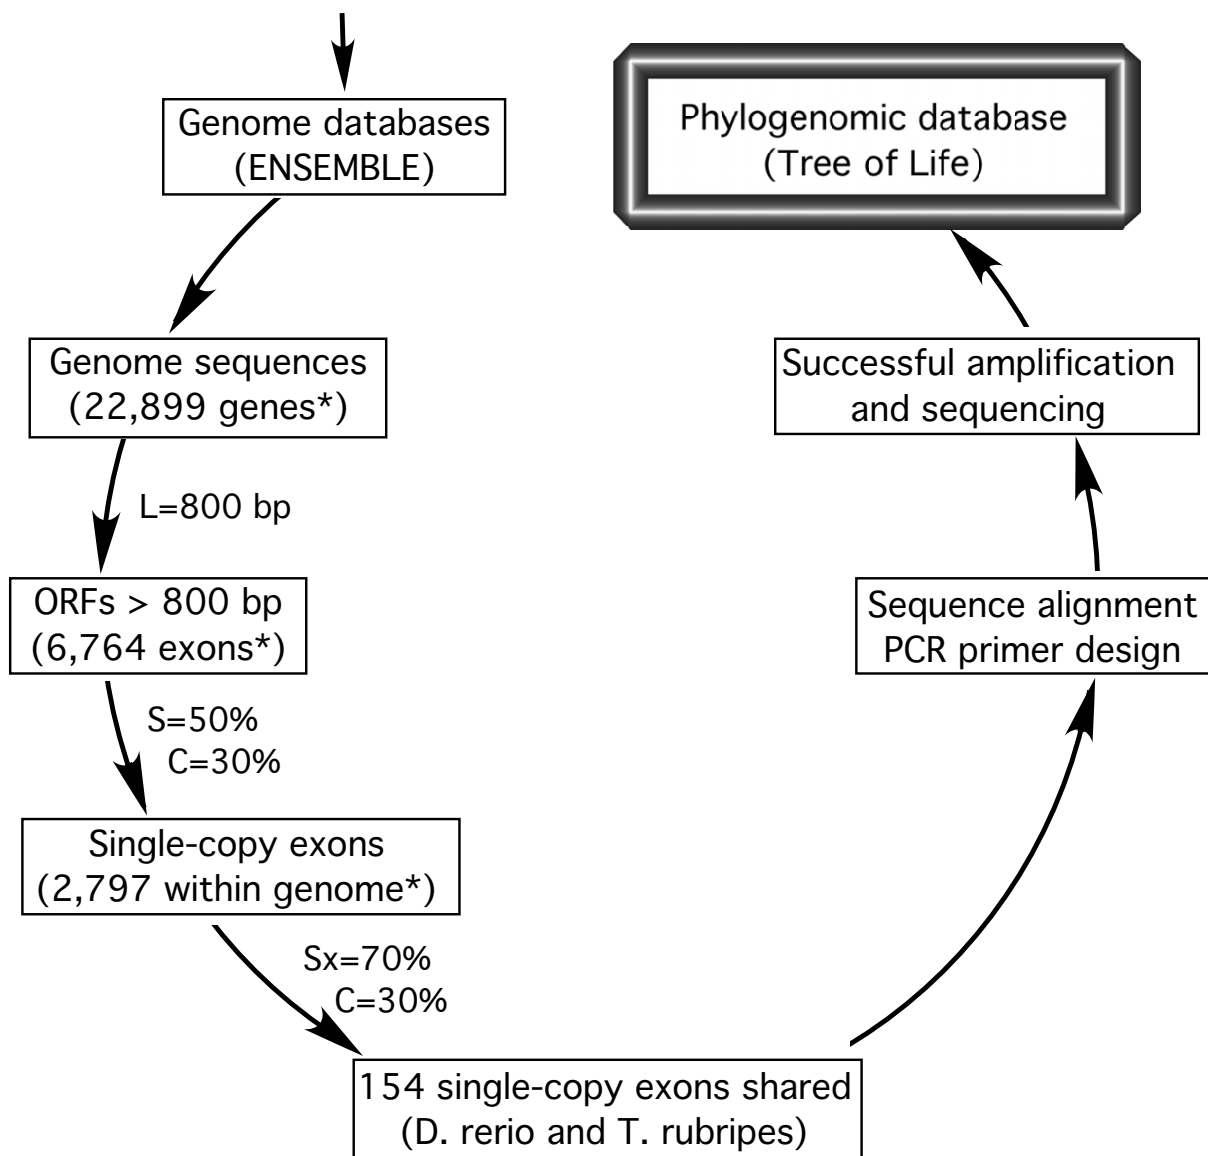 Genome databases
(ENSEMBLE)
Genome sequences
(22,899 genes*)
L=800 bp
ORFs > 800 bp
(6,764 exons*)
S=50%
C=30%
Single-copy exons
(2,797 within genome*)
Sx=70%
C=30%
154 single-copy exons shared
(D. rerio and T. rubripes)
Sequence alignment
PCR primer design
Successful amplification
and sequencing
Phylogenomic database
(Tree of Life)